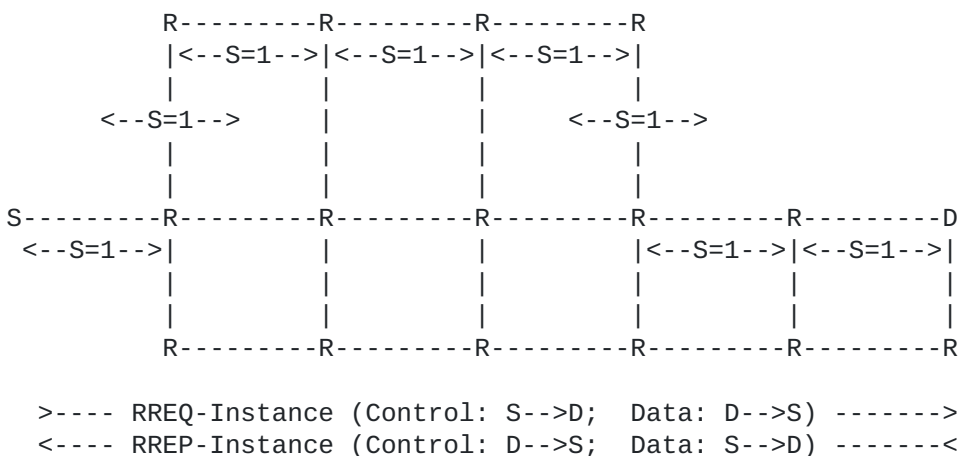 R---------R---------R---------R
|<--S=1-->|<--S=1-->|<--S=1-->|
|         |         |         |
<--S=1-->     |         |     <--S=1-->
|         |         |         |
|         |         |         |
S---------R---------R---------R---------R---------R---------D
<--S=1-->|         |         |         |<--S=1-->|<--S=1-->|
|         |         |         |         |         |
|         |         |         |         |         |
R---------R---------R---------R---------R---------R
>---- RREQ-Instance (Control: S-->D;  Data: D-->S) ------->
<---- RREP-Instance (Control: D-->S;  Data: S-->D) -------<